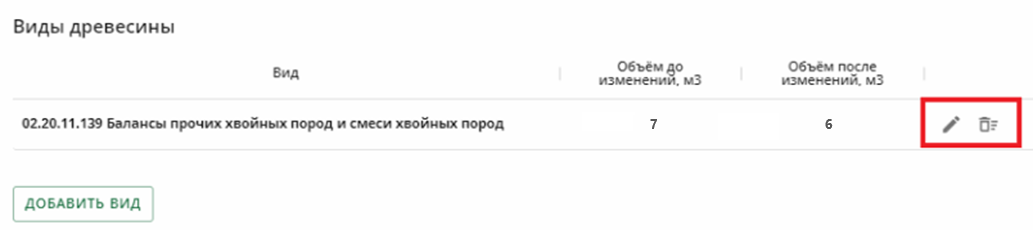 Виды древесины
Вид
Объём до
изменений, м3
Объём после
изменений, м3
02.20.11.139 Балансы прочих хвойных пород и смеси хвойных пород
7
6
ДОБАВИТЬ ВИД